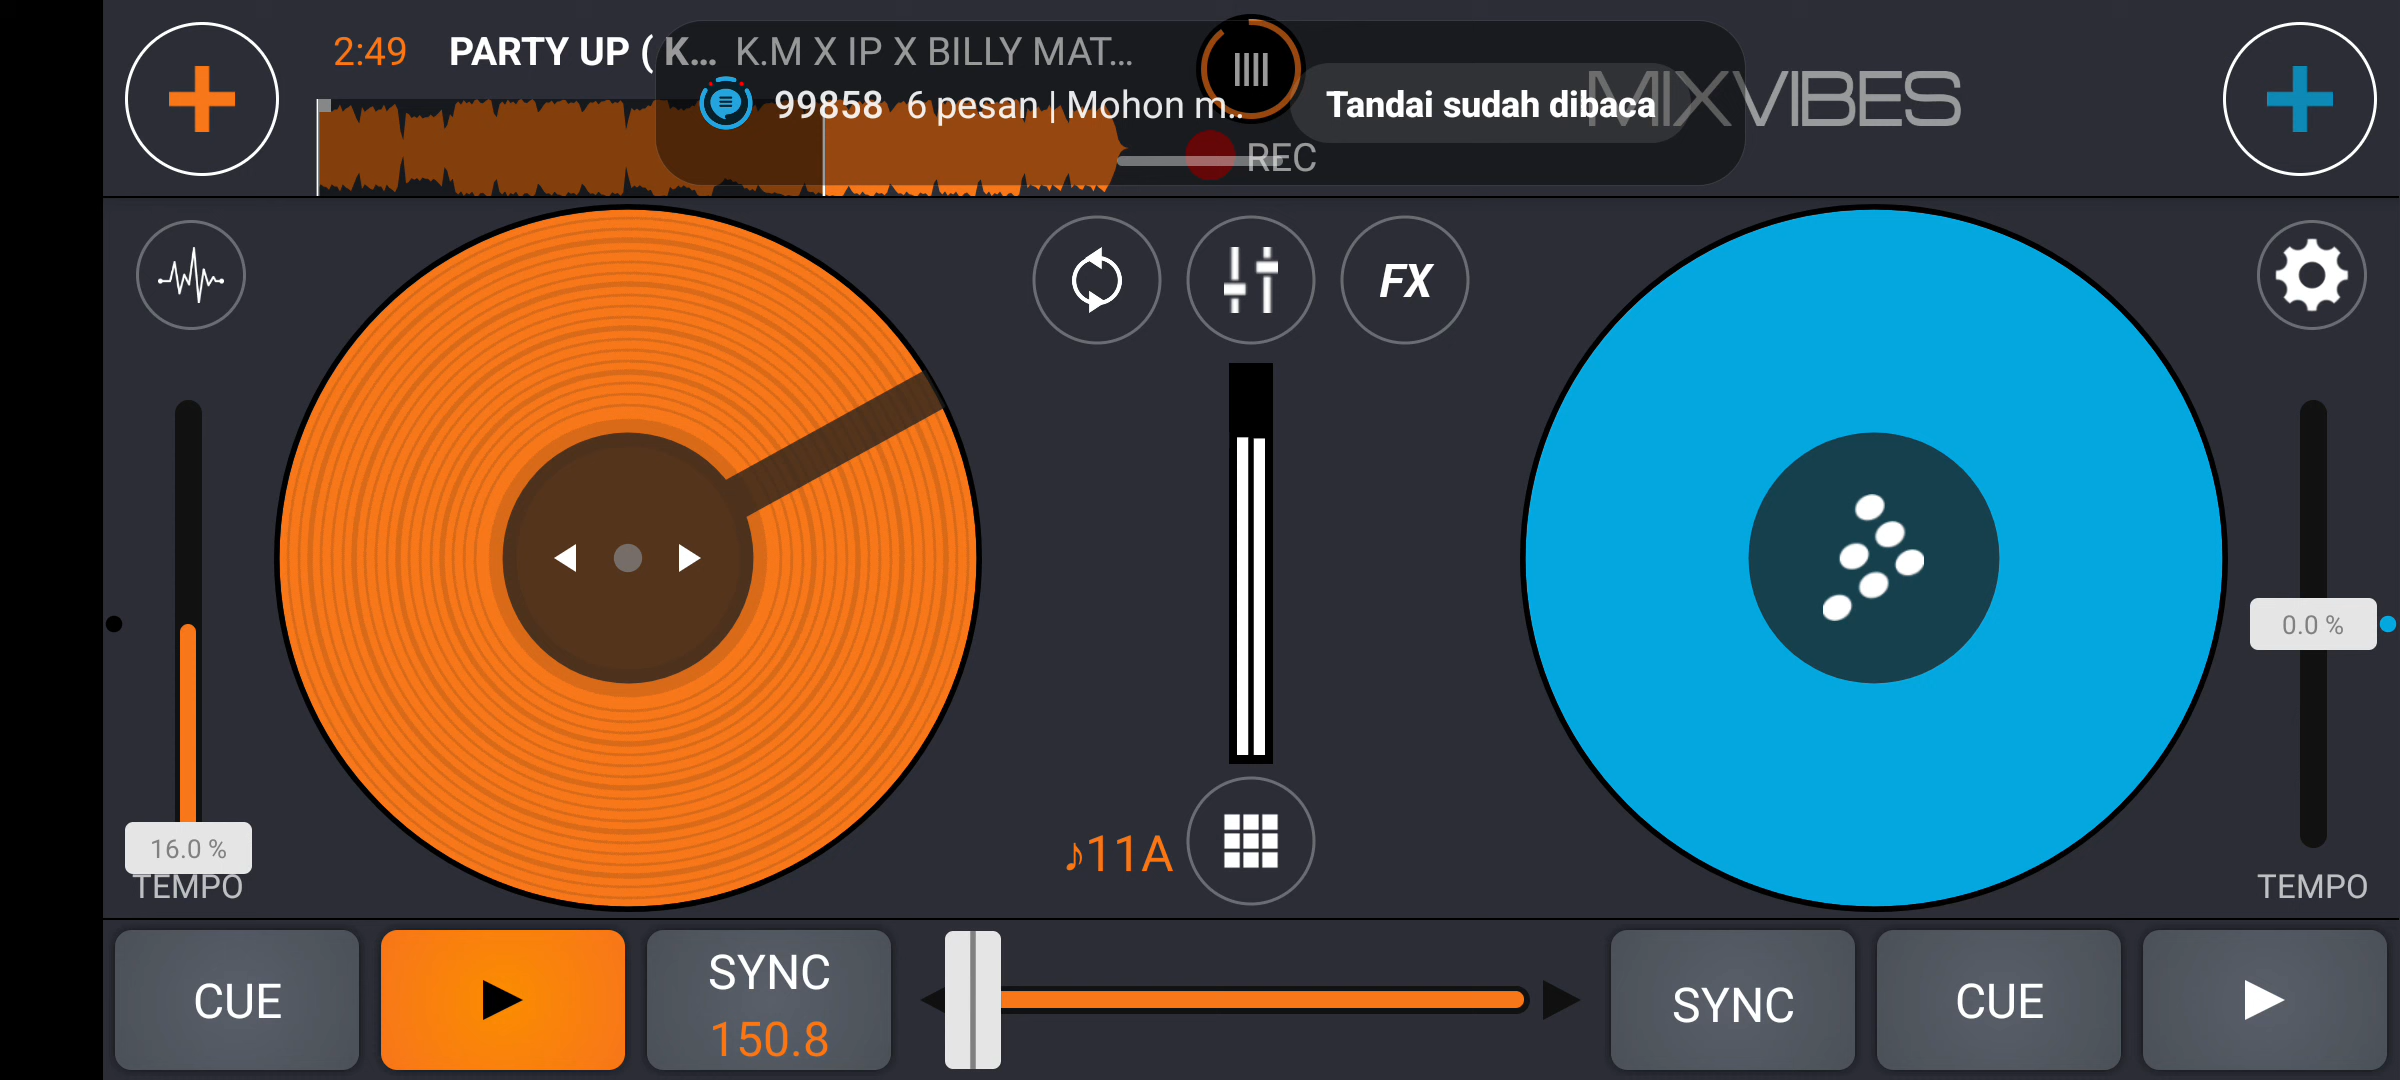 2:49 PARTY UP ( K... K.M X IP X BILLY MAT...
99858 6 pesan | Mohon m..
Tandai sudah dibaca
MIXVIBES
REC
FX
16.0 %
TEMPO
0.0 %
TEMPO
♪11A
CUE
SYNC
150.8
SYNC
CUE